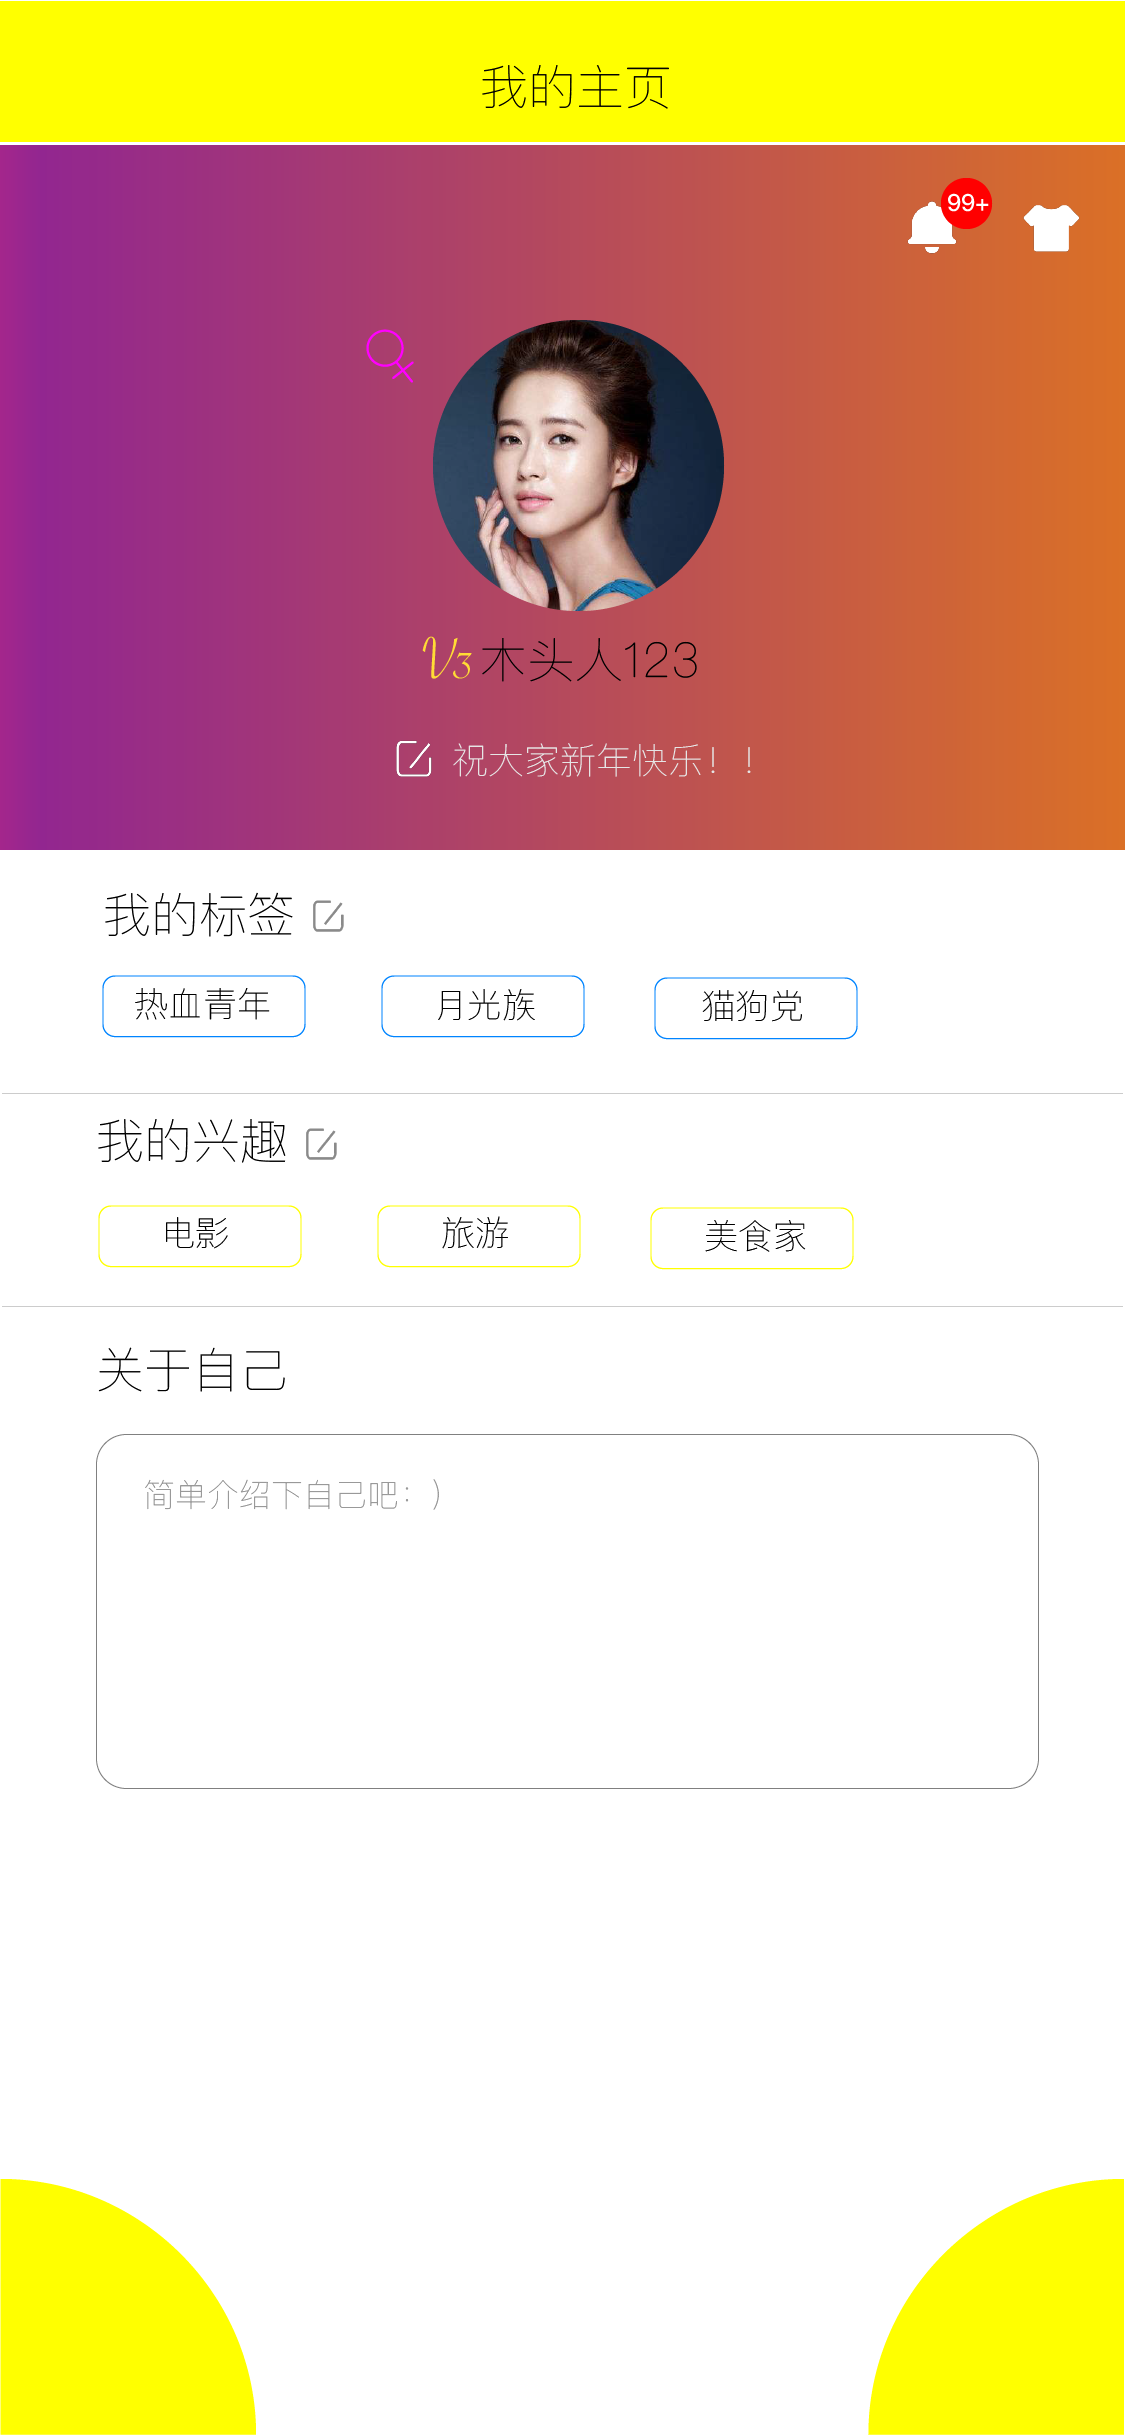 我的主页
99+
V3 木头人123
祝大家新年快乐！！
我的标签
热血青年 月光族 猫狗党
我的兴趣
电影 旅游 美食家
关于自己
简单介绍下自己吧：）